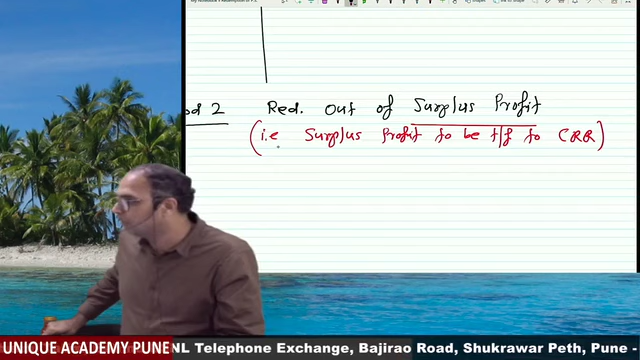 od 2 Red. Out of Surplus Profit
(i.e Surplus Profit to be t/f to CRR)
UNIQUE ACADEMY PUNE
NL Telephone Exchange, Bajirao Road, Shukrawar Peth, Pune -